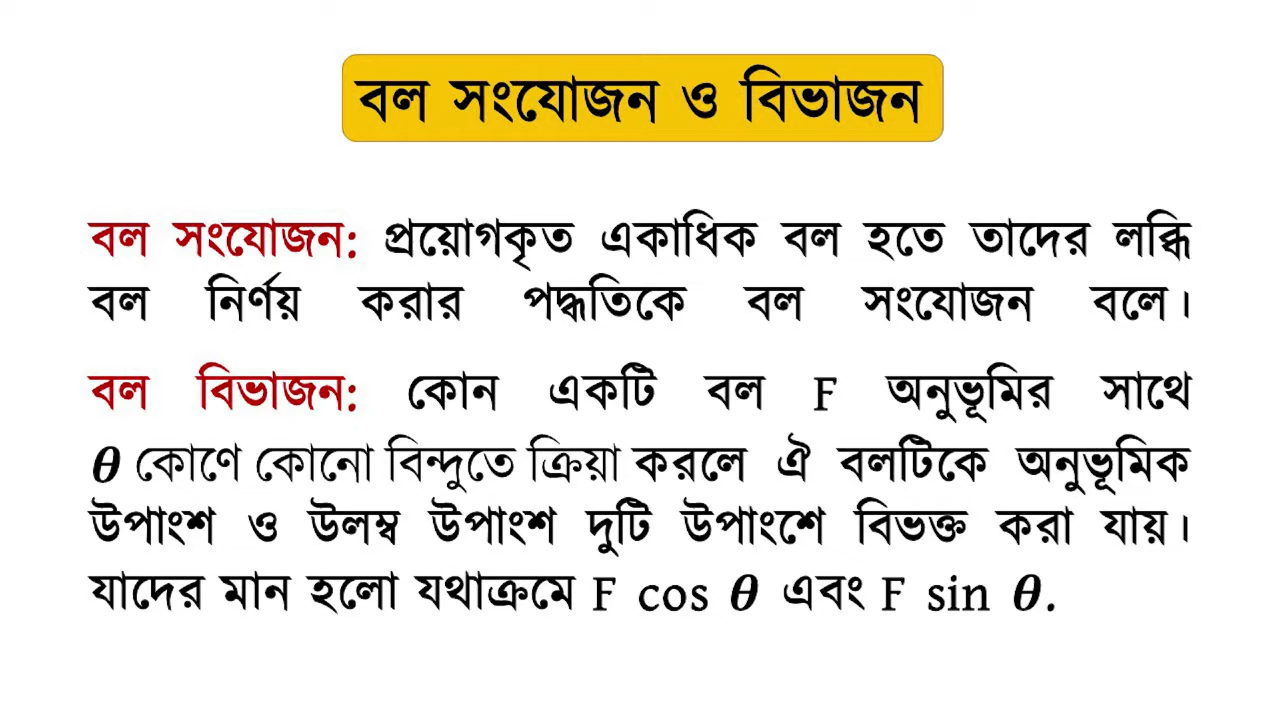 বল সংযোজন ও বিভাজন
বল সংযোজন: প্রয়োগকৃত একাধিক বল হতে তাদের লব্ধি
বল নির্ণয় করার পদ্ধতিকে বল সংযোজন বলে।
বল বিভাজন: কোন একটি বল F অনুভূমির সাথে
θ কোণে কোনো বিন্দুতে ক্রিয়া করলে ঐ বলটিকে অনুভূমিক
উপাংশ ও উলম্ব উপাংশ দুটি উপাংশে বিভক্ত করা যায়।
যাদের মান হলো যথাক্রমে F cos θ এবং F sin θ.